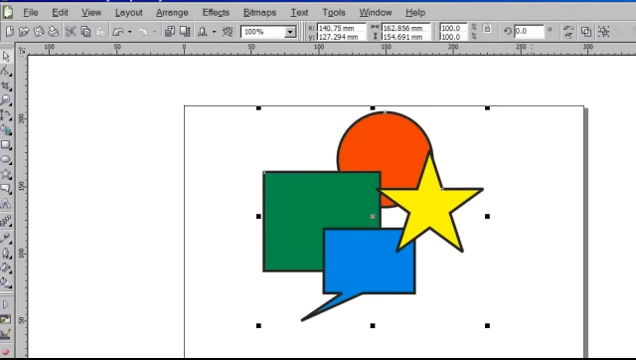 File Edit View Layout Arrange Effects Bitmaps Text Tools Window Help
100% x: 140.75 mm 162.856 mm 100.0 0.0
y: 127.294 mm 154.691 mm 100.0
100 50 0 50 100 150 200 250 300
200
150
100
50